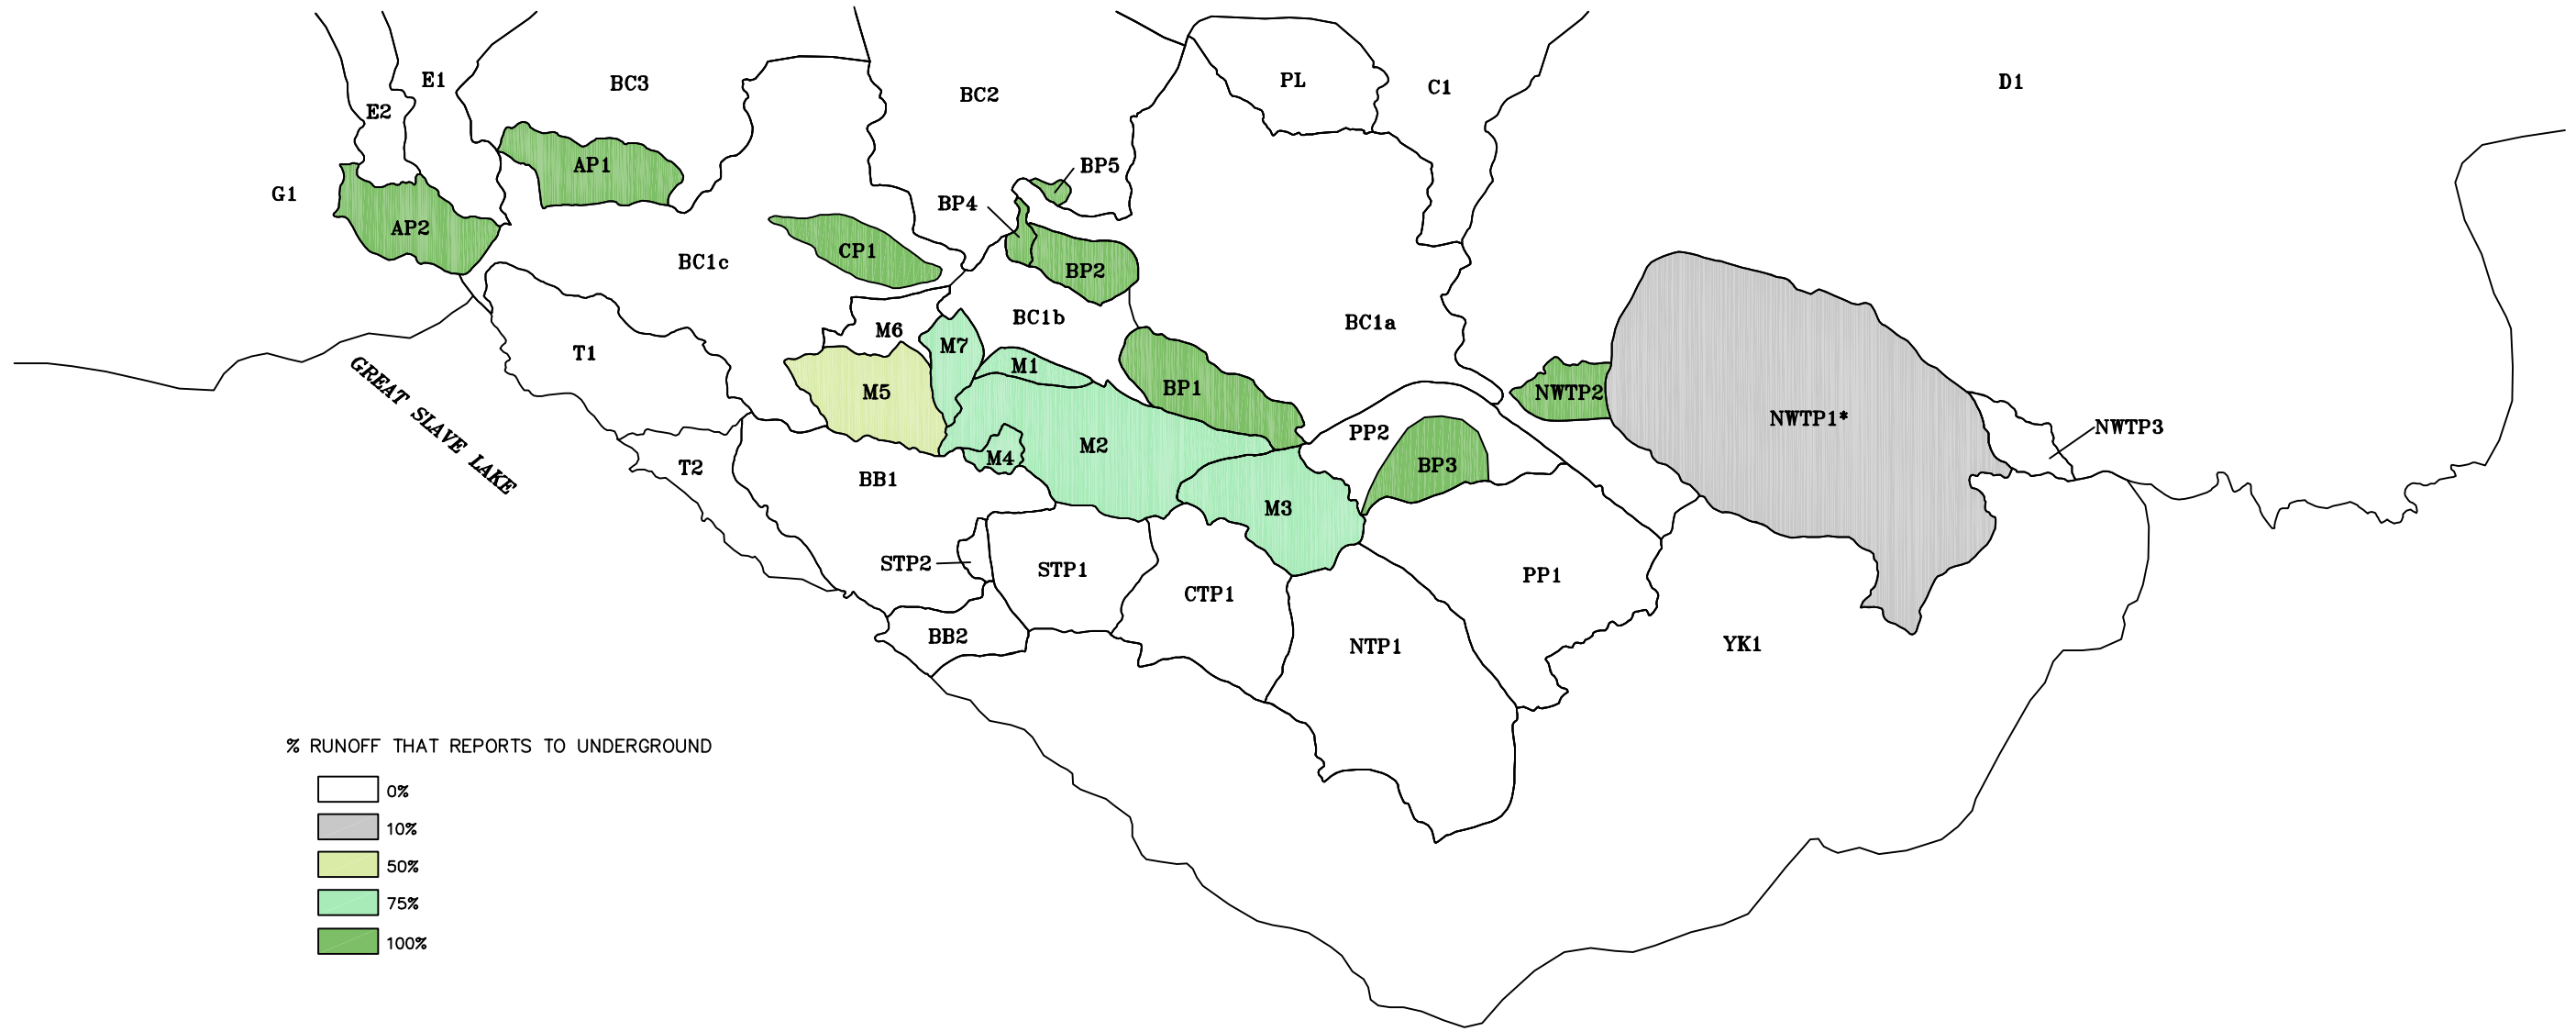 E1
BC3
BC2
PL
C1
D1
E2
G1
AP1
BP5
BP4
AP2
CP1
BC1c
BP2
M6
BC1b
BC1a
T1
M7
M1
M5
BP1
NWTP2
NWTP1*
NWTP3
GREAT SLAVE LAKE
PP2
M2
M4
BP3
T2
BB1
M3
STP2
STP1
CTP1
PP1
BB2
NTP1
YK1
% RUNOFF THAT REPORTS TO UNDERGROUND
0%
10%
50%
75%
100%